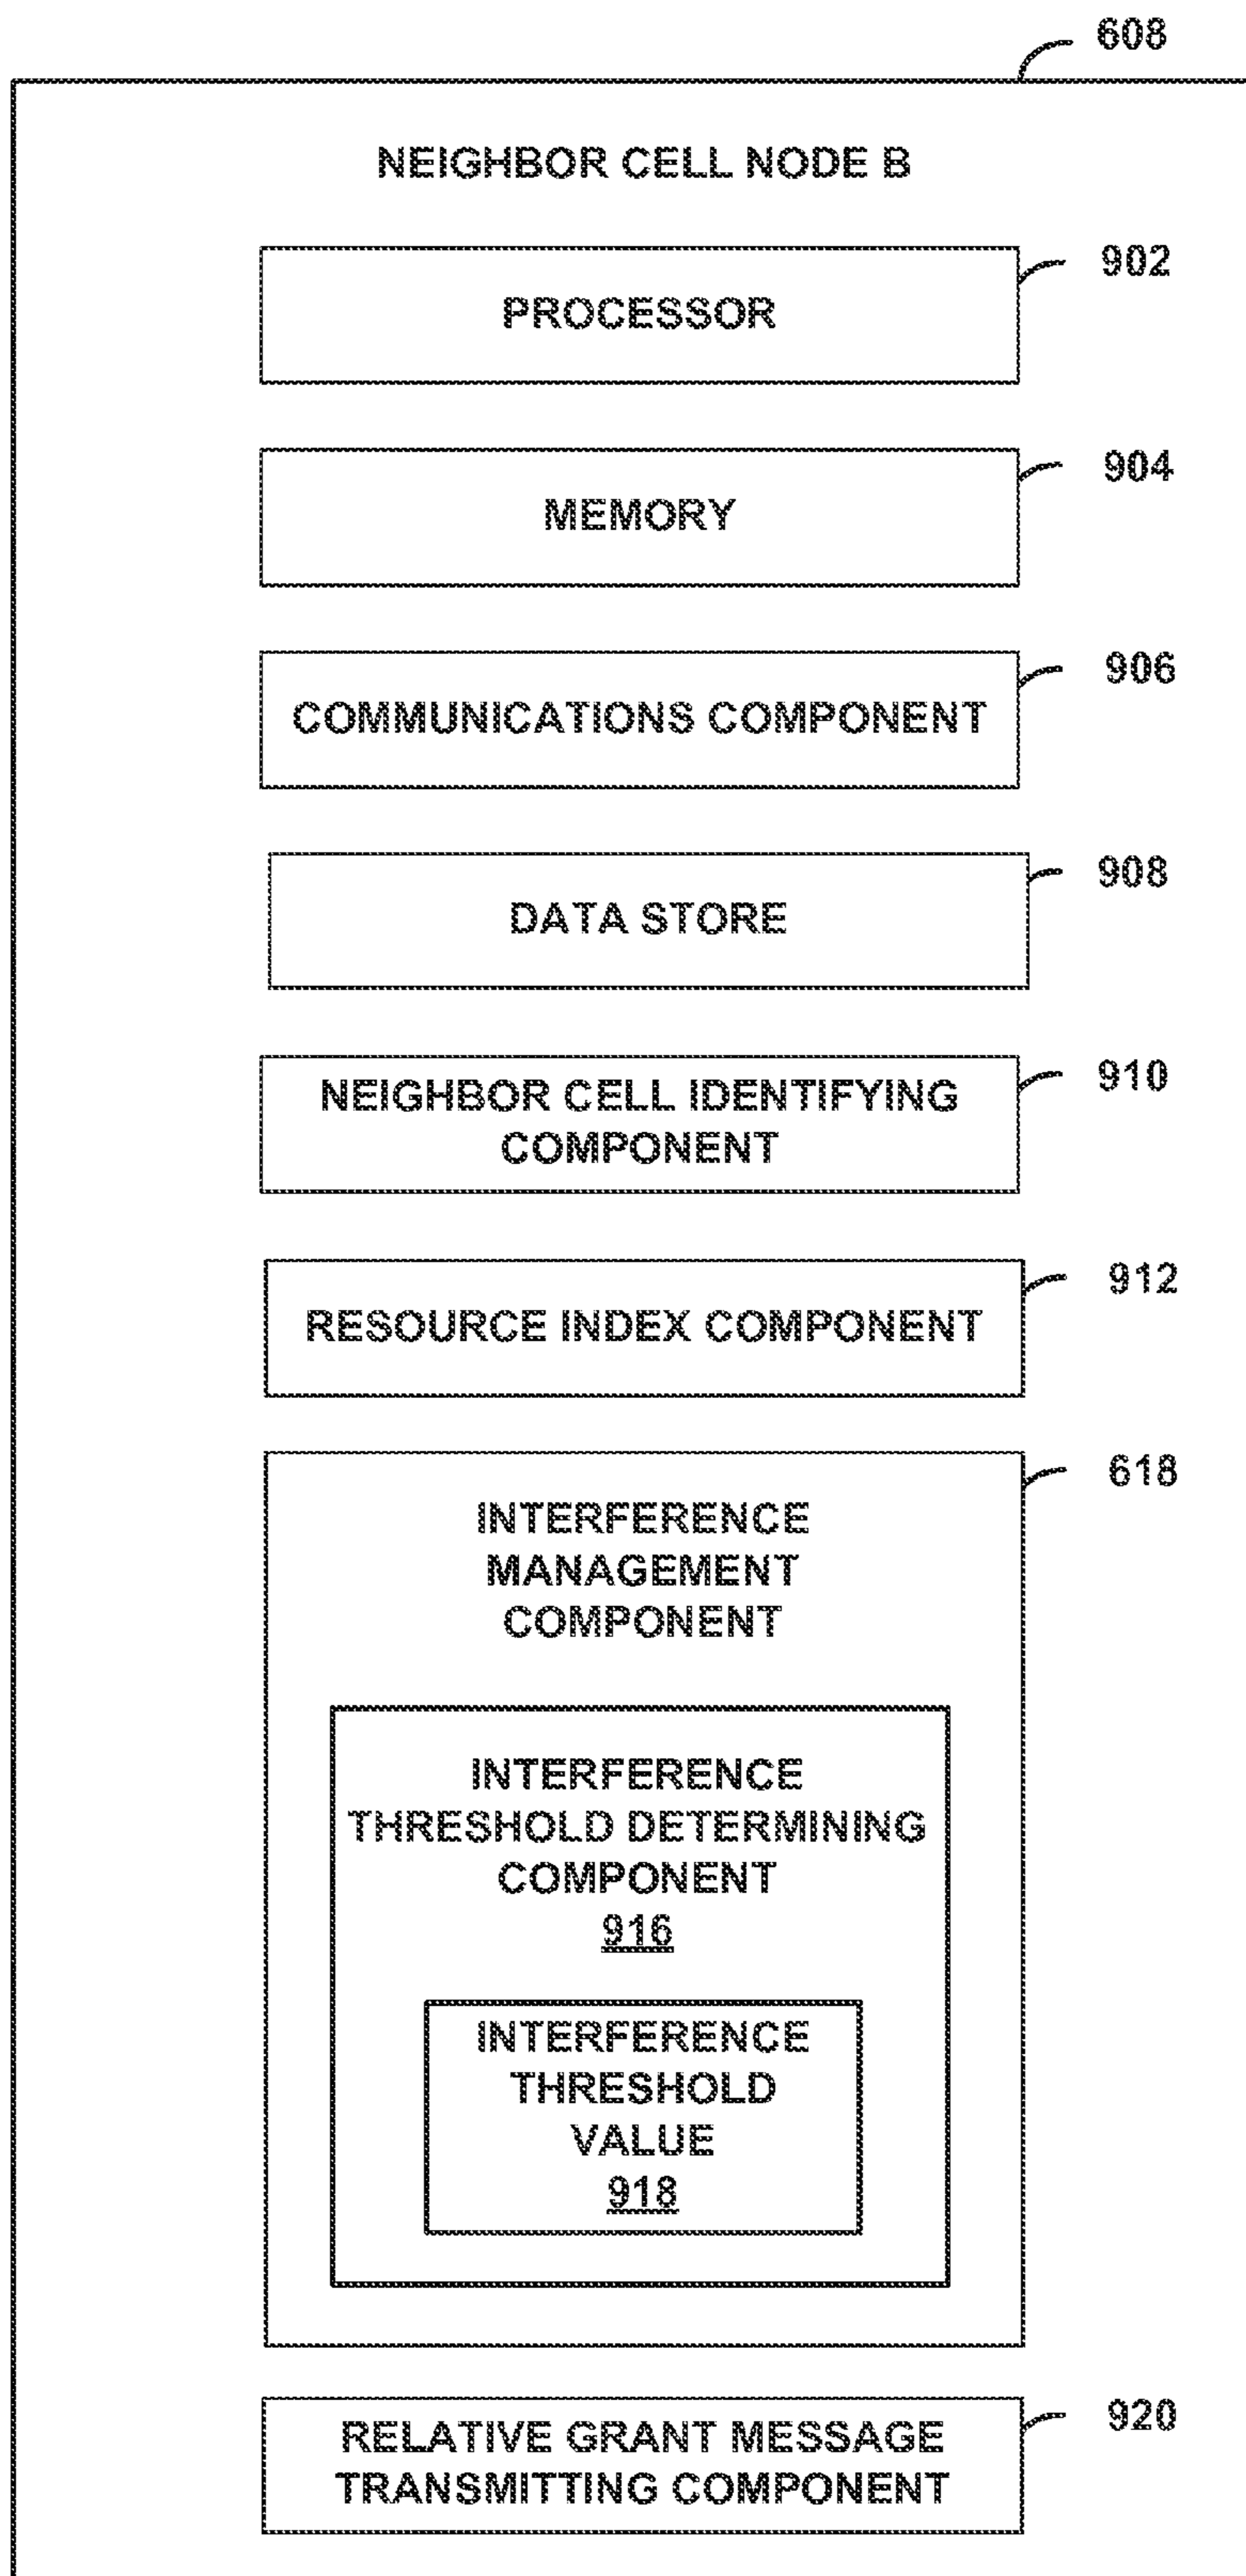 608
NEIGHBOR CELL NODE B
902
PROCESSOR
904
MEMORY
906
COMMUNICATIONS COMPONENT
908
DATA STORE
910
NEIGHBOR CELL IDENTIFYING
COMPONENT
912
RESOURCE INDEX COMPONENT
618
INTERFERENCE
MANAGEMENT
COMPONENT
INTERFERENCE
THRESHOLD DETERMINING
COMPONENT
916
INTERFERENCE
THRESHOLD
VALUE
918
920
RELATIVE GRANT MESSAGE
TRANSMITTING COMPONENT